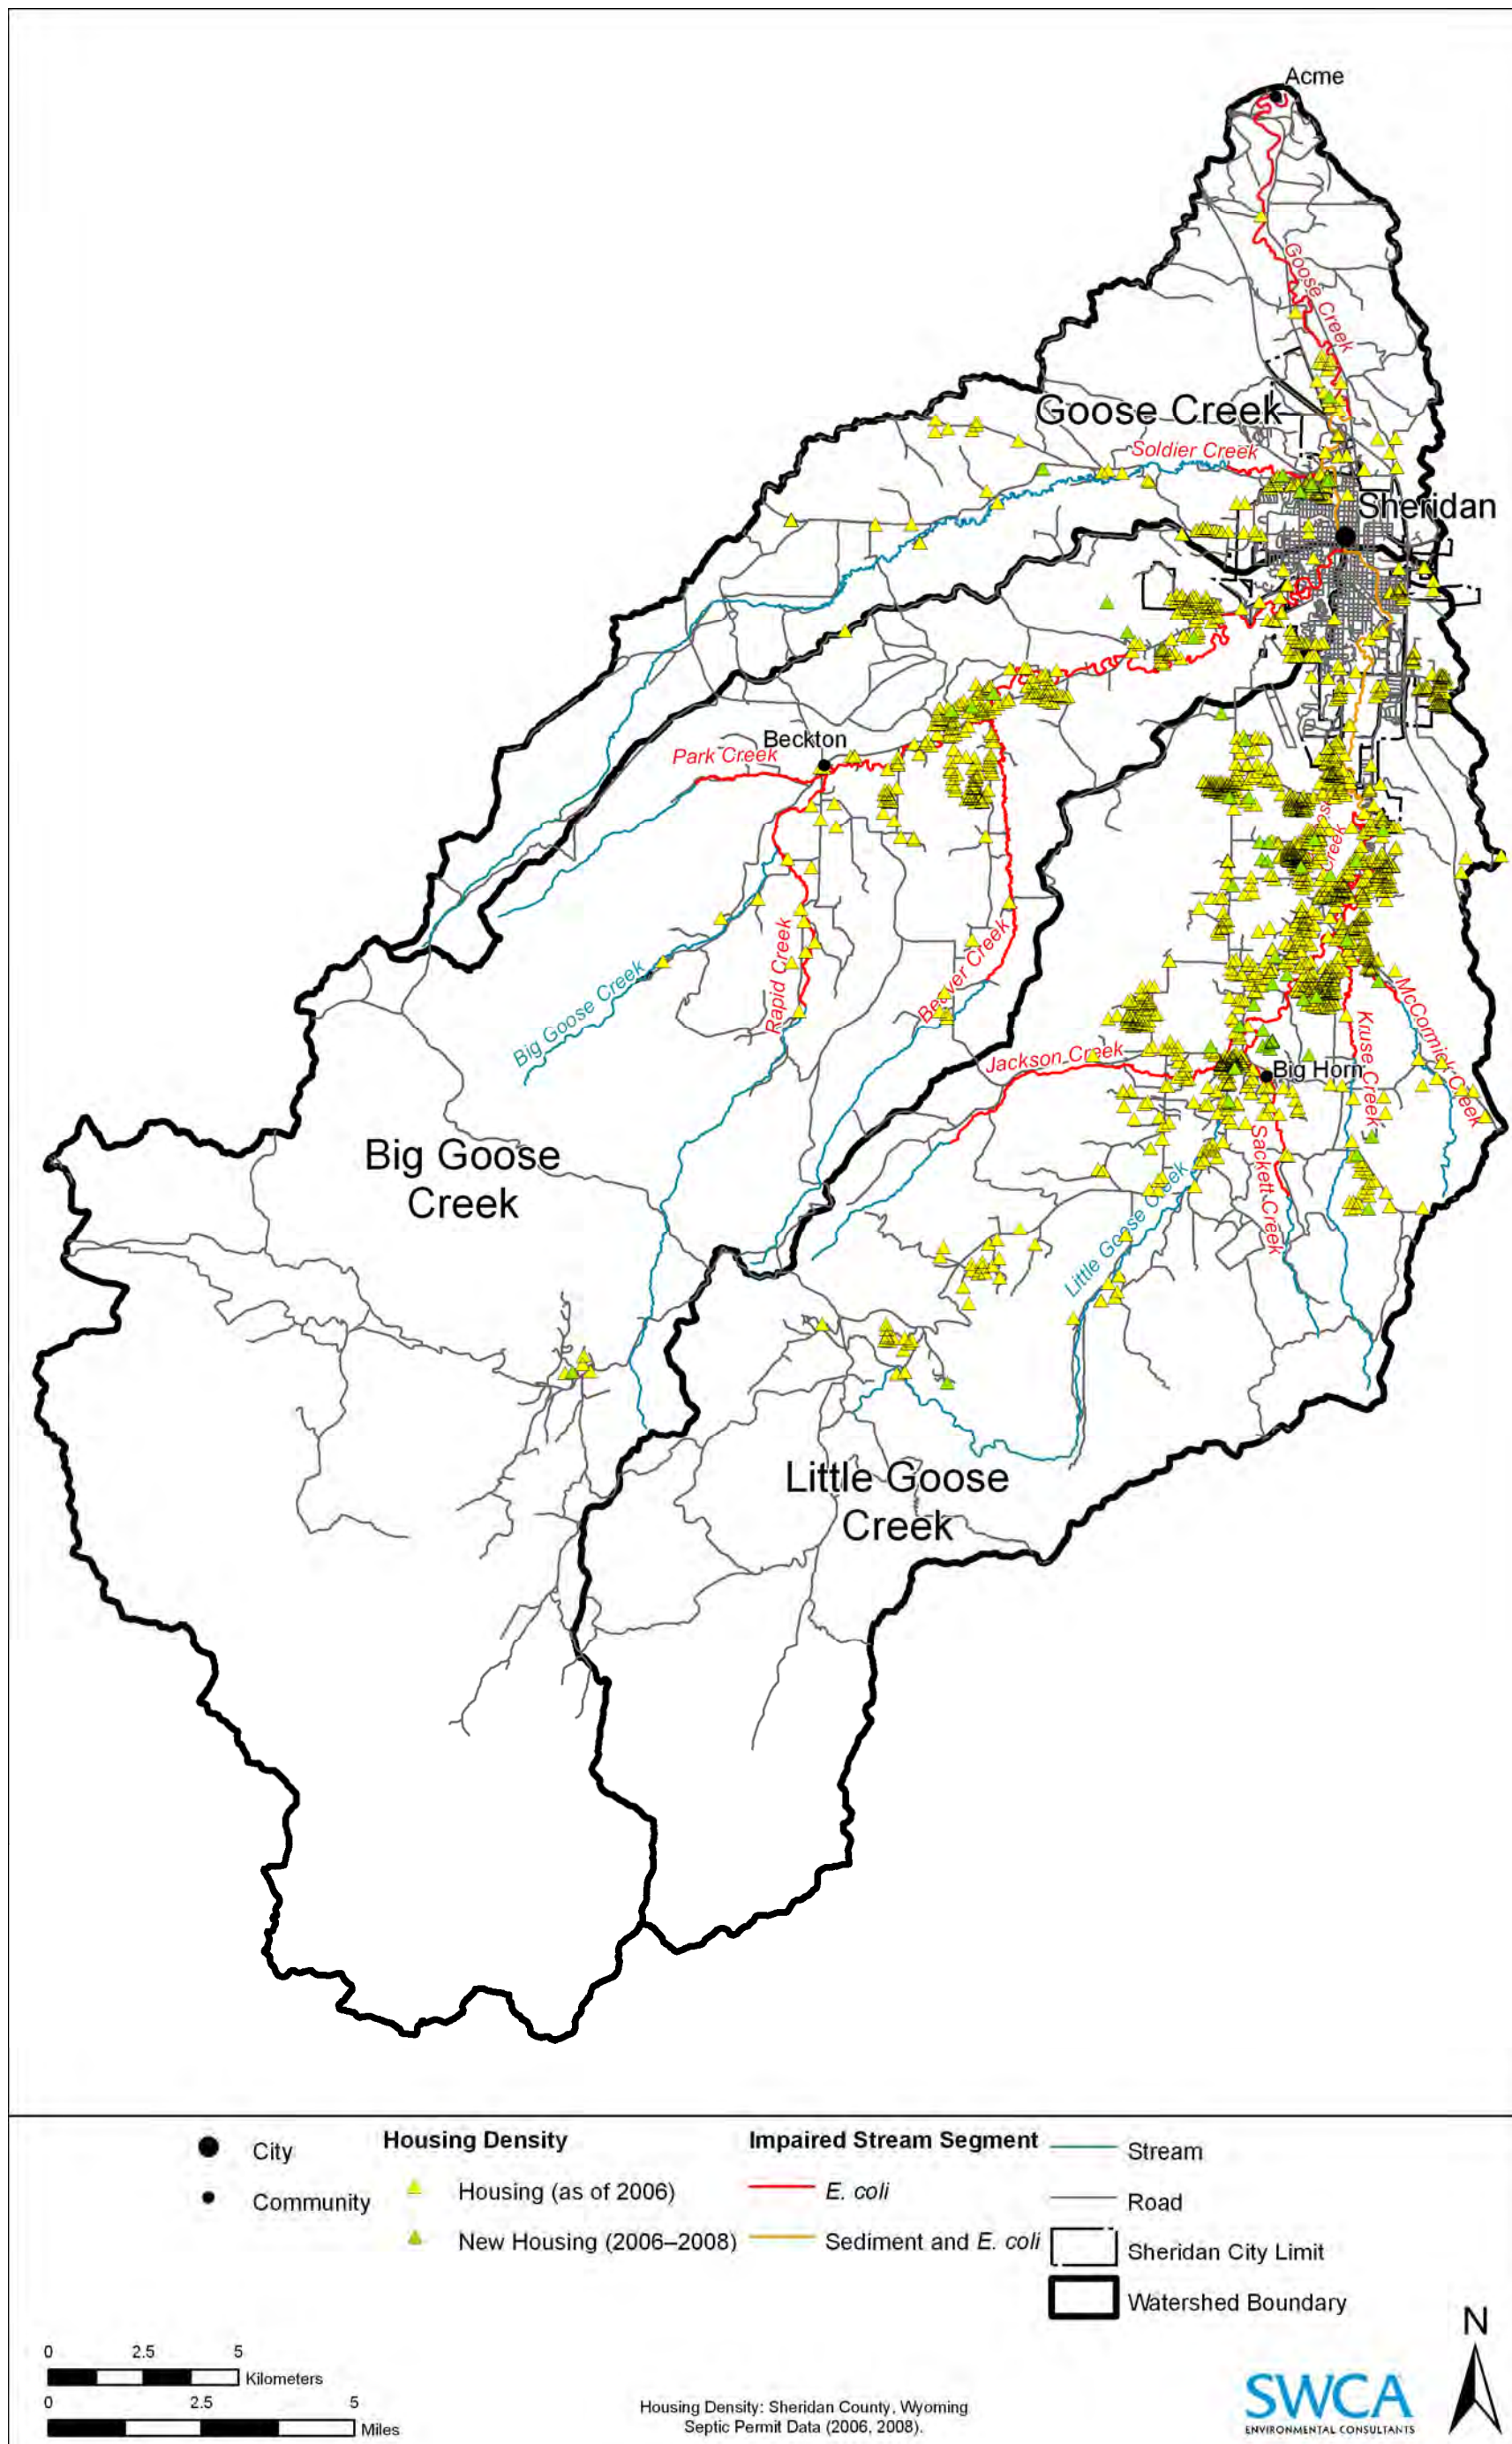 Acme
Goose Creek
Goose Creek
Soldier Creek
Sheridan
Beckton
Park Creek
Creek
Rapid Creek
Beaver Creek
Big Goose Creek
McCormick Creek
Kruse Creek
Jackson Creek
Big Horn
Sackett Creek
Little Goose Creek
Big Goose
Creek
Little Goose
Creek
City
Community
Housing Density
Housing (as of 2006)
New Housing (2006–2008)
Impaired Stream Segment
E. coli
Sediment and E. coli
Stream
Road
Sheridan City Limit
Watershed Boundary
0 2.5 5
Kilometers
0 2.5 5
Miles
Housing Density: Sheridan County, Wyoming
Septic Permit Data (2006, 2008).
SWCA
ENVIRONMENTAL CONSULTANTS
N